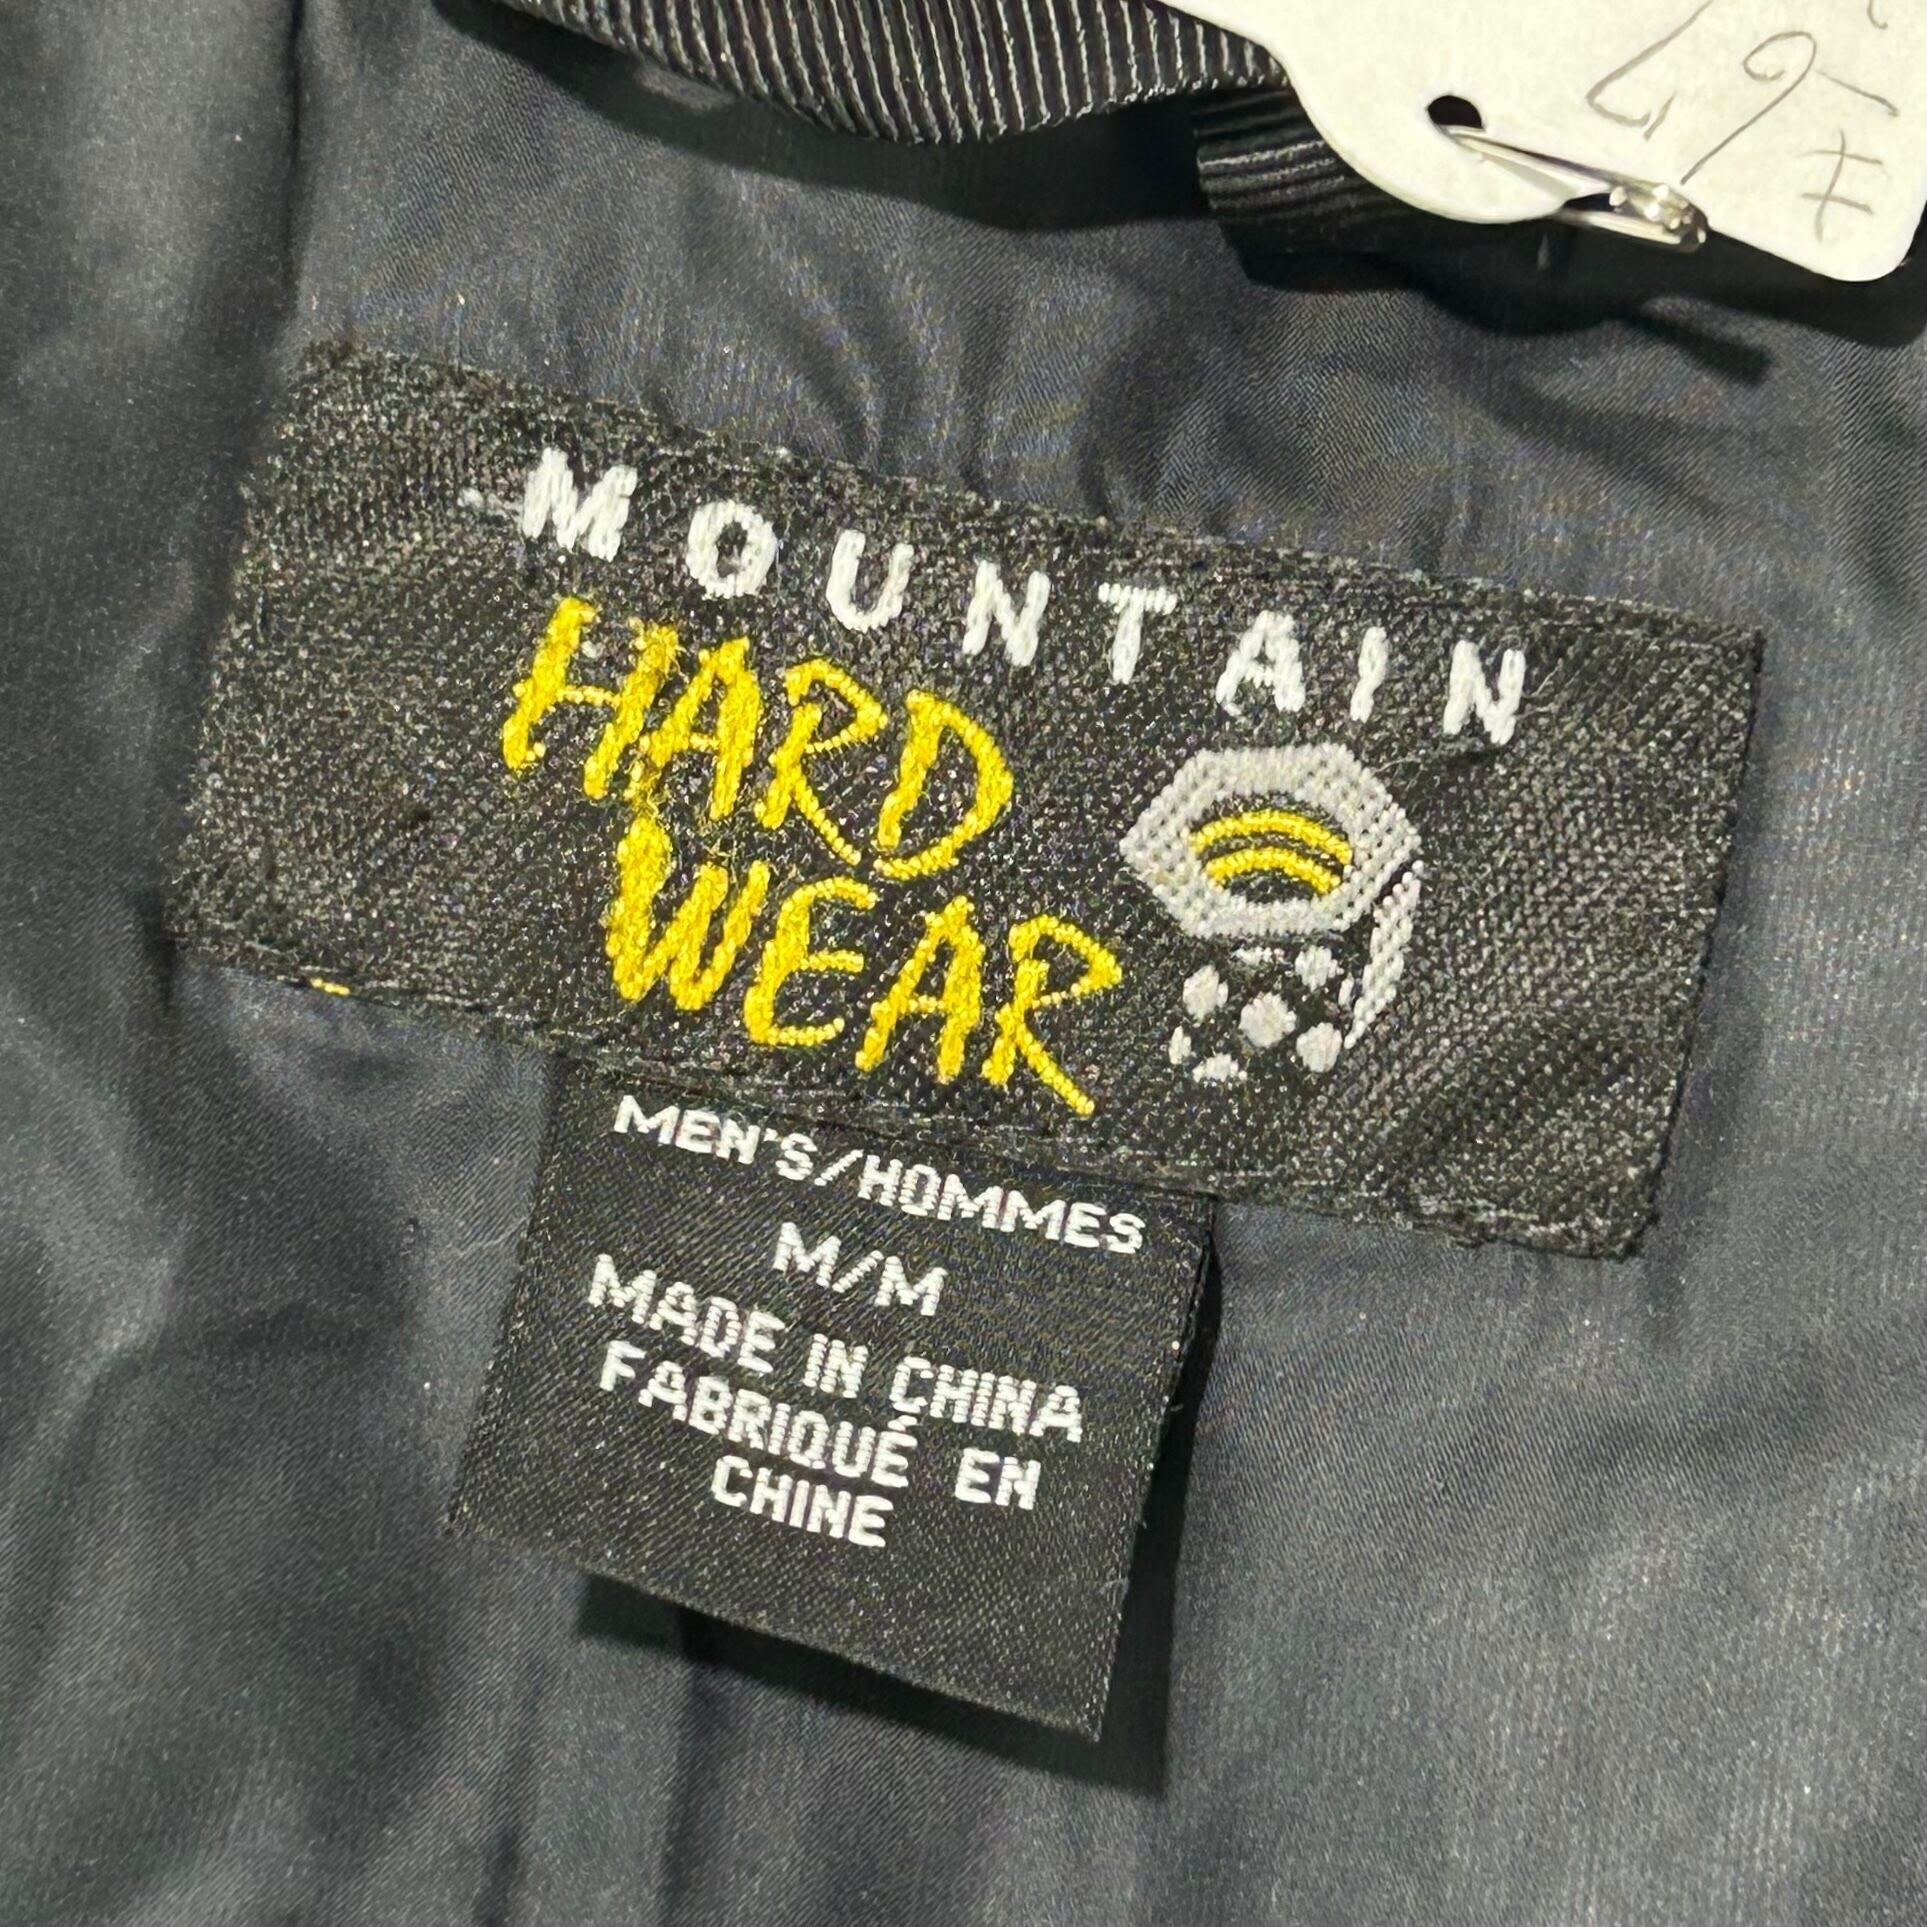 MOUNTAIN
HARD
WEAR
MEN'S/HOMMES
M/M
MADE IN CHINA
FABRIQUÉ EN
CHINE